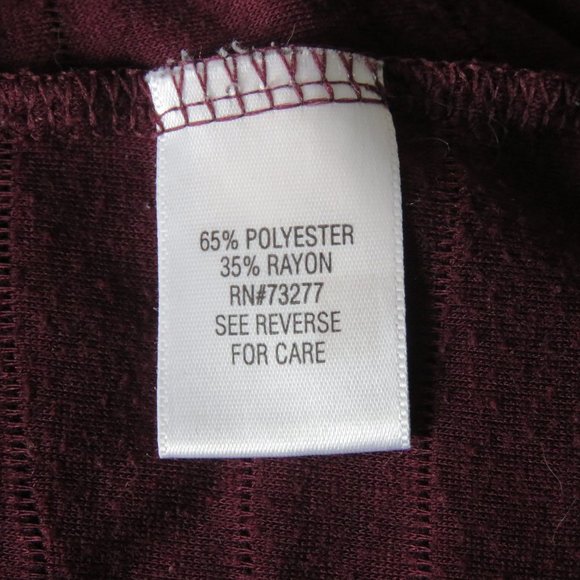 65% POLYESTER
35% RAYON
RN#73277
SEE REVERSE
FOR CARE